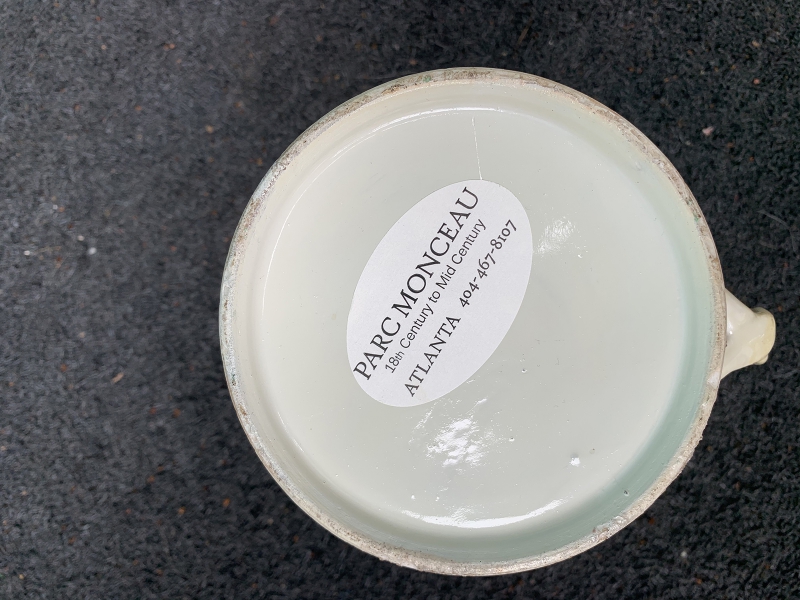 PARC MONCEAU
18th Century to Mid Century
ATLANTA 404-467-8107